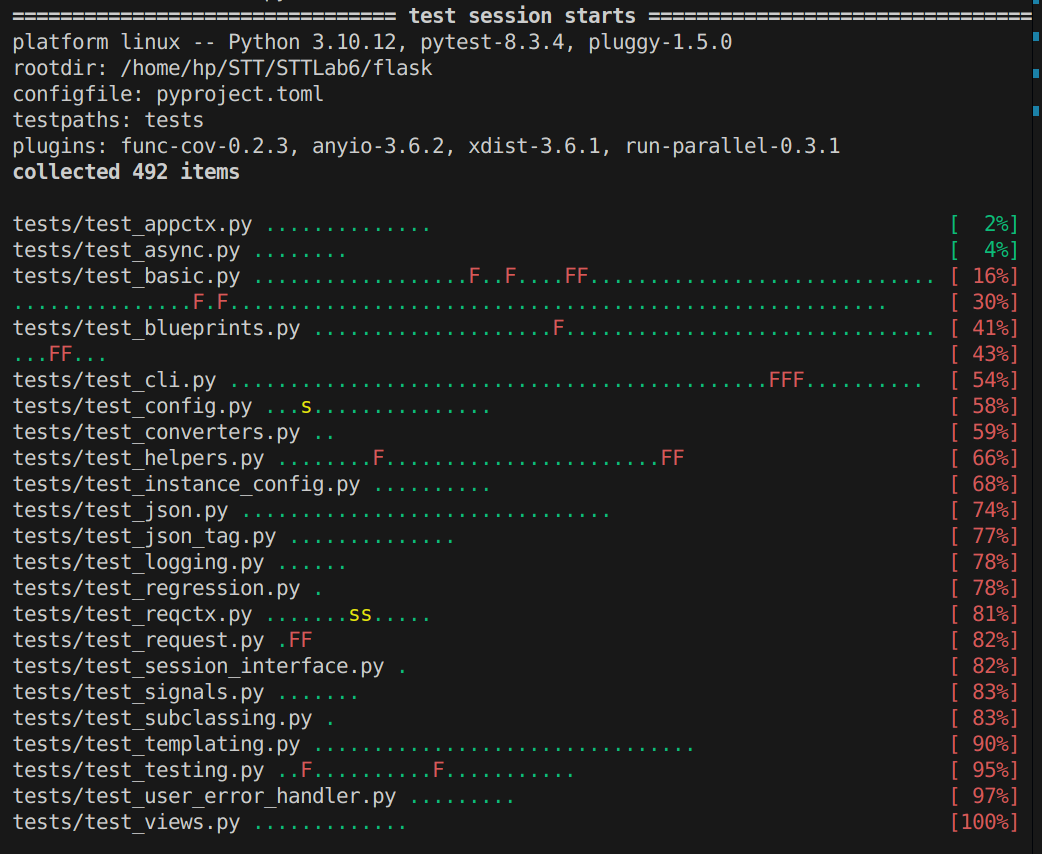 ================================ test session starts ================================
platform linux -- Python 3.10.12, pytest-8.3.4, pluggy-1.5.0
rootdir: /home/hp/STT/STTLab6/flask
configfile: pyproject.toml
testpaths: tests
plugins: func-cov-0.2.3, anyio-3.6.2, xdist-3.6.1, run-parallel-0.3.1
collected 492 items
tests/test_appctx.py .............. [  2%]
tests/test_async.py ........ [  4%]
tests/test_basic.py ..................F..F....FF............................. [ 16%]
...............F.F....................................................... [ 30%]
tests/test_blueprints.py ....................F............................... [ 41%]
...FF... [ 43%]
tests/test_cli.py .............................................FFF.......... [ 54%]
tests/test_config.py ...s............... [ 58%]
tests/test_converters.py .. [ 59%]
tests/test_helpers.py ........F.......................FF [ 66%]
tests/test_instance_config.py .......... [ 68%]
tests/test_json.py ............................... [ 74%]
tests/test_json_tag.py .............. [ 77%]
tests/test_logging.py ...... [ 78%]
tests/test_regression.py . [ 78%]
tests/test_reqctx.py .......ss..... [ 81%]
tests/test_request.py .FF [ 82%]
tests/test_session_interface.py . [ 82%]
tests/test_signals.py ....... [ 83%]
tests/test_subclassing.py . [ 83%]
tests/test_templating.py ................................ [ 90%]
tests/test_testing.py ..F..........F........... [ 95%]
tests/test_user_error_handler.py ......... [ 97%]
tests/test_views.py ............. [100%]